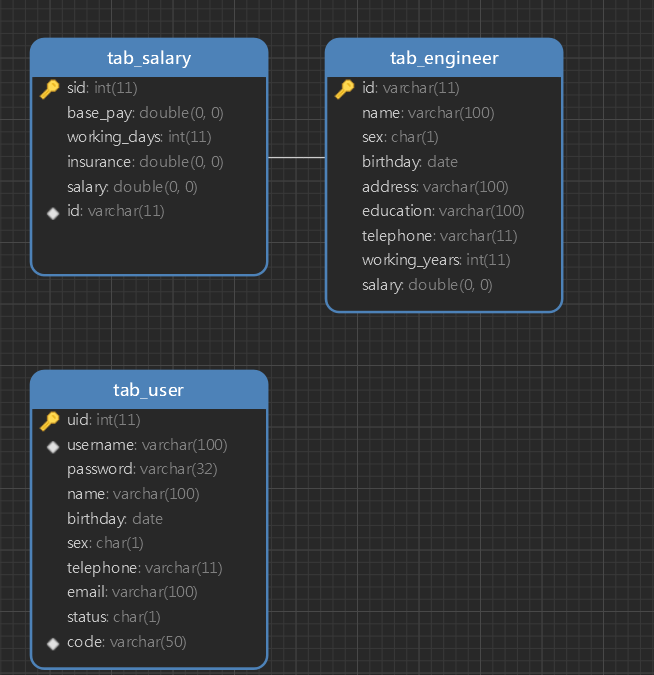 tab_salary
sid: int(11)
base_pay: double(0, 0)
working_days: int(11)
insurance: double(0, 0)
salary: double(0, 0)
id: varchar(11)
tab_engineer
id: varchar(11)
name: varchar(100)
sex: char(1)
birthday: date
address: varchar(100)
education: varchar(100)
telephone: varchar(11)
working_years: int(11)
salary: double(0, 0)
tab_user
uid: int(11)
username: varchar(100)
password: varchar(32)
name: varchar(100)
birthday: date
sex: char(1)
telephone: varchar(11)
email: varchar(100)
status: char(1)
code: varchar(50)